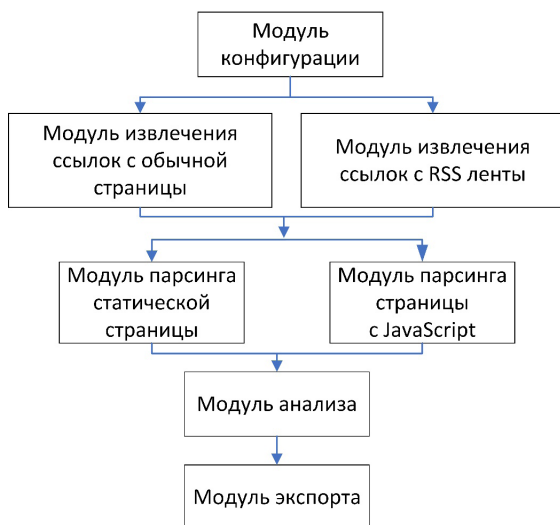 Модуль
конфигурации
Модуль извлечения
ссылок с обычной
страницы
Модуль извлечения
ссылок с RSS ленты
Модуль парсинга
статической
страницы
Модуль парсинга
страницы
с JavaScript
Модуль анализа
Модуль экспорта